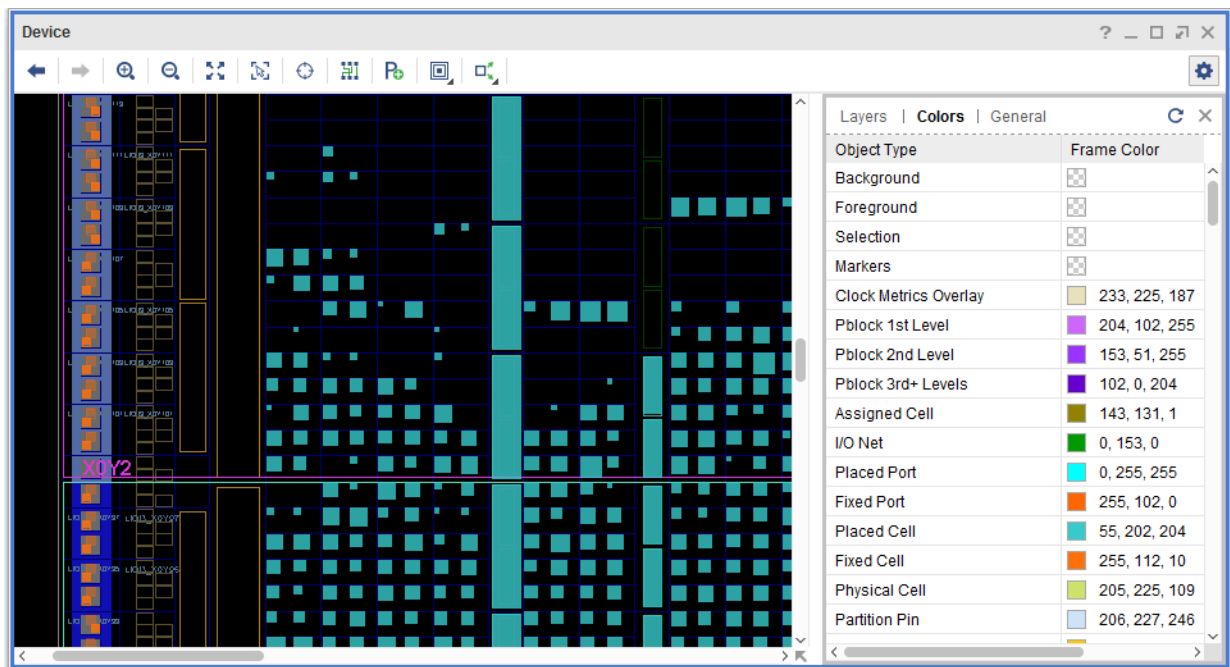 Device
Layers | Colors | General
Object Type Frame Color
Background
Foreground
Selection
Markers
Clock Metrics Overlay 233, 225, 187
Pblock 1st Level 204, 102, 255
Pblock 2nd Level 153, 51, 255
Pblock 3rd+ Levels 102, 0, 204
Assigned Cell 143, 131, 1
I/O Net 0, 153, 0
Placed Port 0, 255, 255
Fixed Port 255, 102, 0
Placed Cell 55, 202, 204
Fixed Cell 255, 112, 10
Physical Cell 205, 225, 109
Partition Pin 206, 227, 246
X0Y2